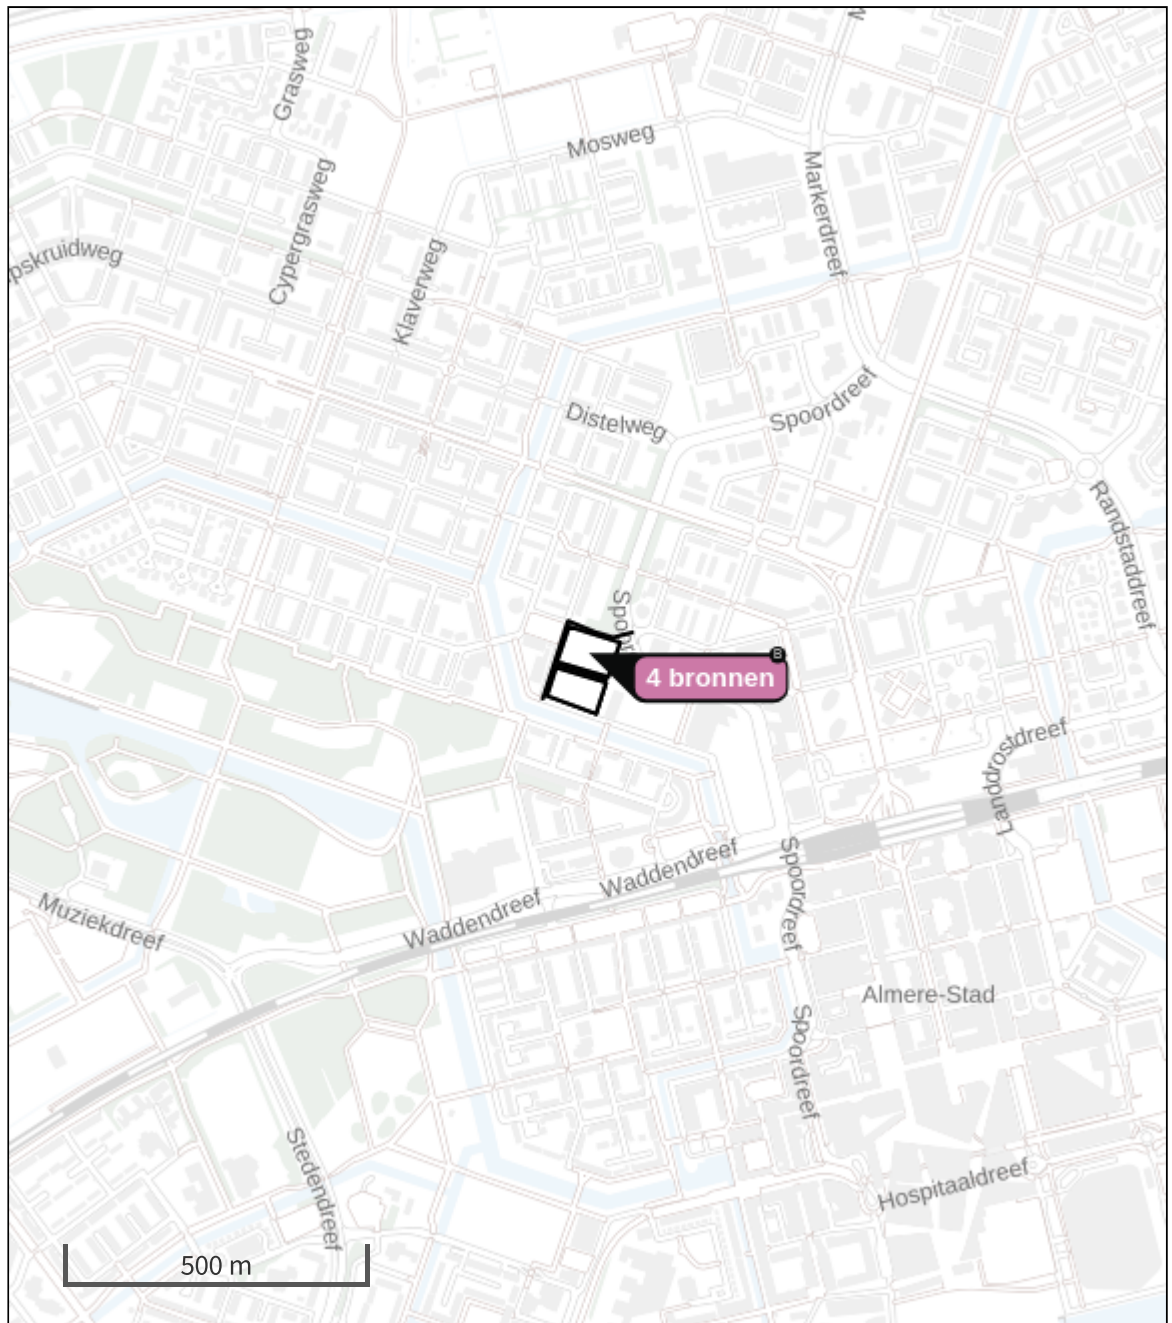 Grasweg
Mosweg
Markerdreef
Cypergrasweg
Klaverweg
pskruidweg
Distelweg
Spoordreef
Randstaddreef
Spoor
B
4 bronnen
Landdrostdreef
Waddendreef
Waddendreef
Spoordreef
Muziekdreef
Almere-Stad
Spoordreef
Stedendreef
Hospitaaldreef
500 m